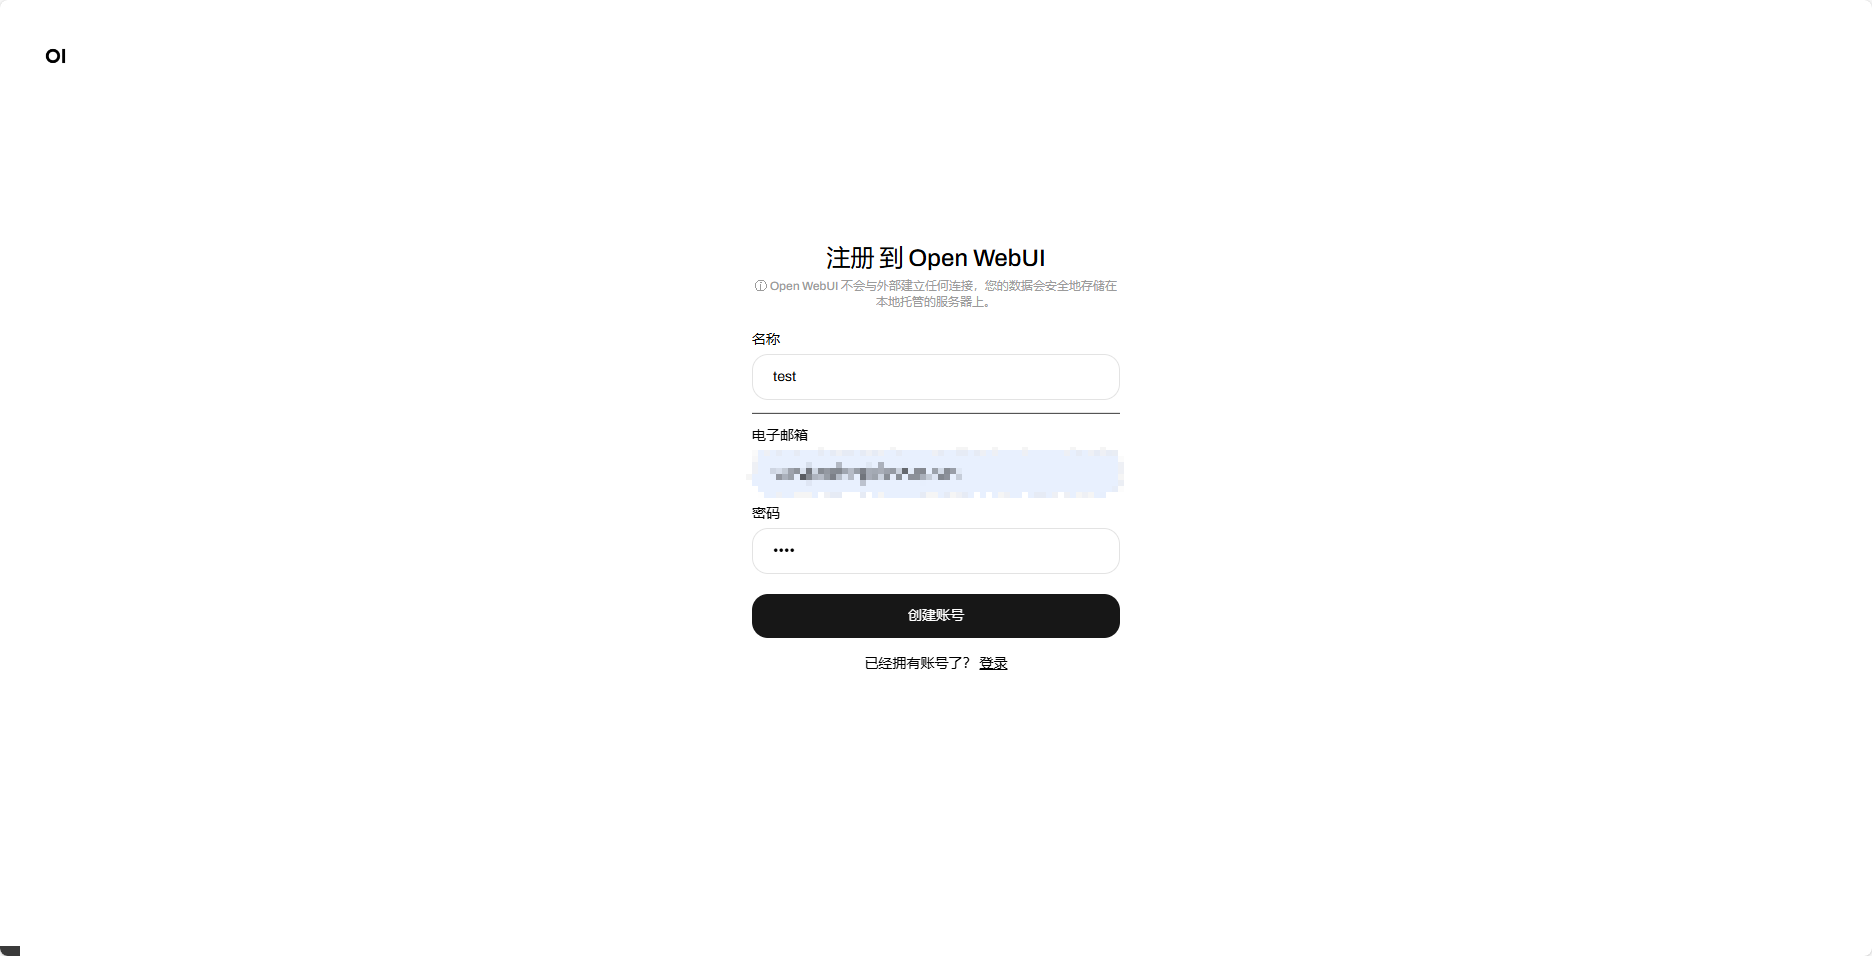 OI
注册 到 Open WebUI
ⓘ Open WebUI 不会与外部建立任何连接，您的数据会安全地存储在
本地托管的服务器上。
名称
test
电子邮箱
密码
••••
创建账号
已经拥有账号了？ 登录